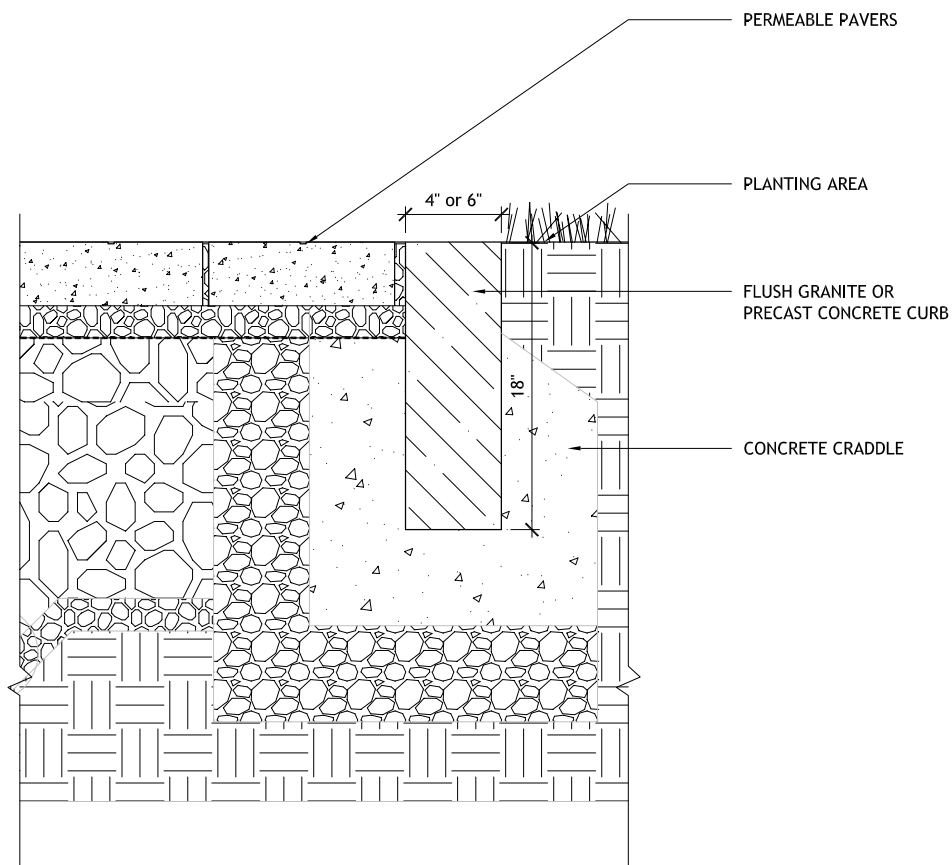 PERMEABLE PAVERS
PLANTING AREA
4" or 6"
FLUSH GRANITE OR
PRECAST CONCRETE CURB
18"
CONCRETE CRADDLE